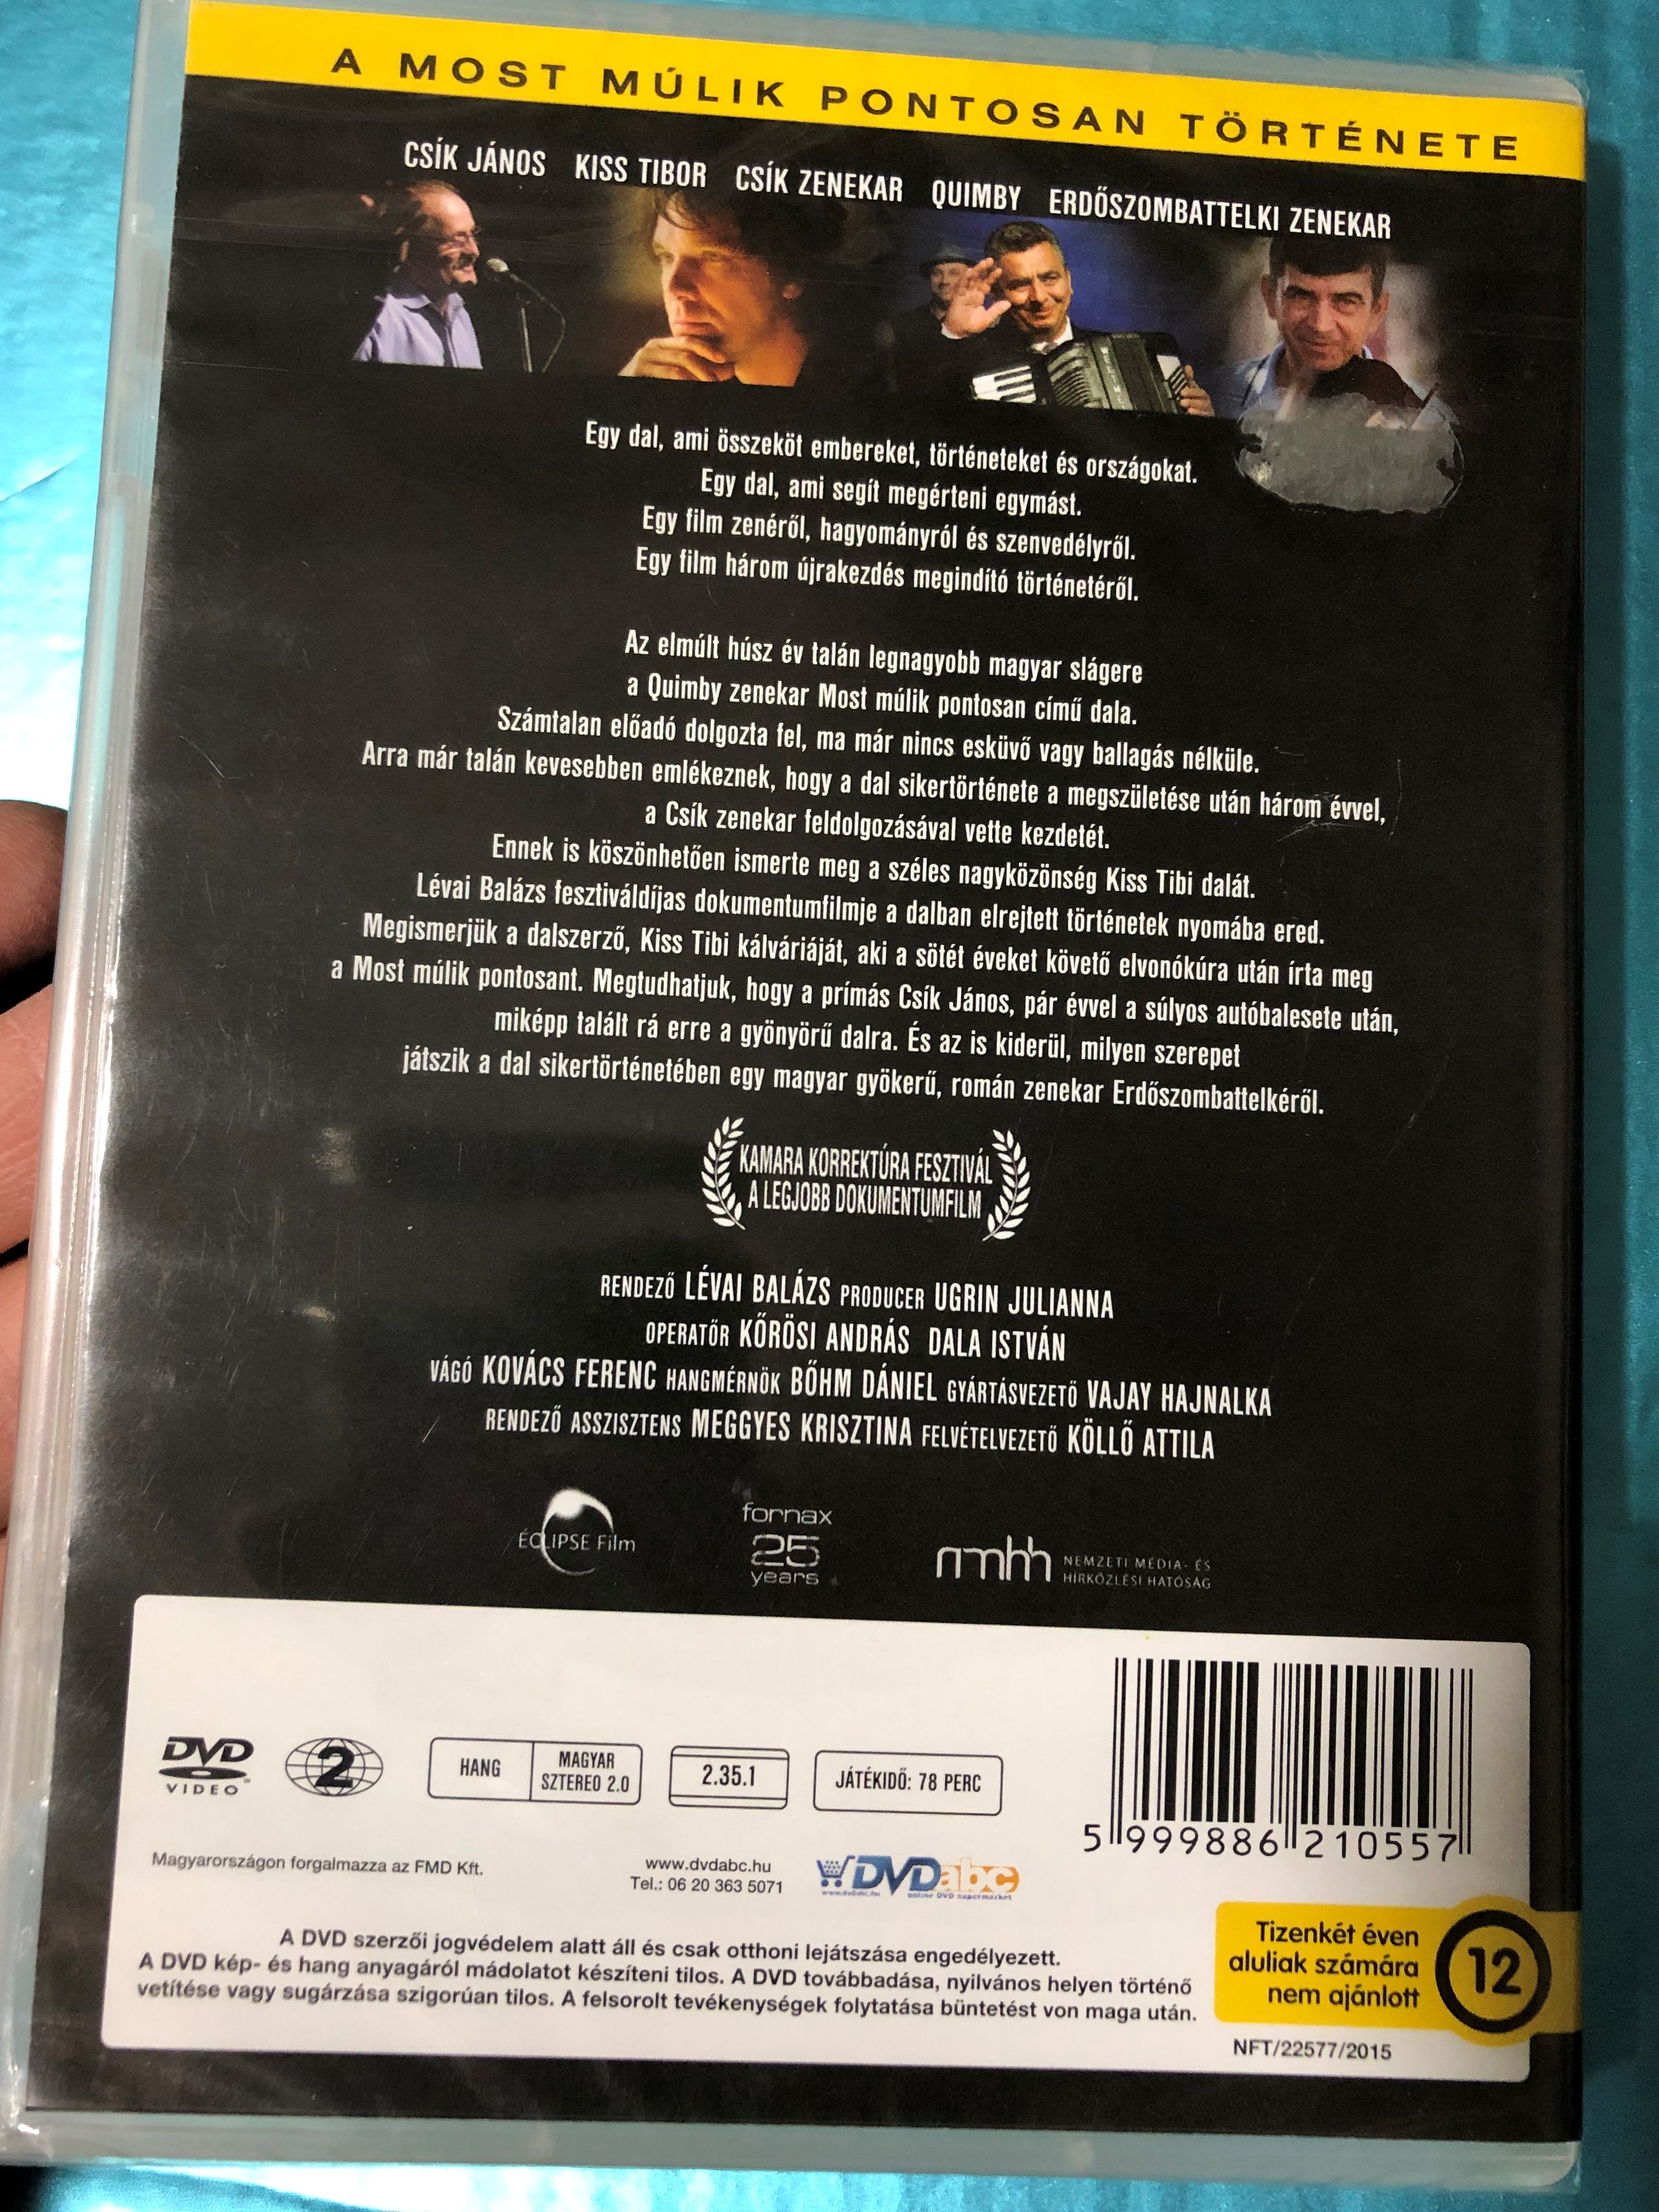 A MOST MÚLIK PONTOSAN TÖRTÉNETE
CSÍK JÁNOS KISS TIBOR CSÍK ZENEKAR QUIMBY ERDŐSZOMBATTELKI ZENEKAR
Egy dal, ami összeköt embereket, történeteket és országokat.
Egy dal, ami segít megérteni egymást.
Egy film zenéről, hagyományról és szenvedélyről.
Egy film három újrakezdés megindító történetéről.
Az elmúlt húsz év talán legnagyobb magyar slágere
a Quimby zenekar Most múlik pontosan című dala.
Számtalan előadó dolgozta fel, ma már nincs esküvő vagy ballagás nélküle.
Arra már talán kevesebben emlékeznek, hogy a dal sikertörténete a megszületése után három évvel,
a Csík zenekar feldolgozásával vette kezdetét.
Ennek is köszönhetően ismerte meg a széles nagyközönség Kiss Tibi dalát.
Lévai Balázs fesztiváldíjas dokumentumfilmje a dalban elrejtett történetek nyomába ered.
Megismerjük a dalszerző, Kiss Tibi kálváriáját, aki a sötét éveket követő elvonókúra után írta meg
a Most múlik pontosant. Megtudhatjuk, hogy a prímás Csík János, pár évvel a súlyos autóbalesete után,
miképp talált rá erre a gyönyörű dalra. És az is kiderül, milyen szerepet
játszik a dal sikertörténetében egy magyar gyökerű, román zenekar Erdőszombattelkéről.
KAMARA KORREKTÚRA FESZTIVÁL
A LEGJOBB DOKUMENTUMFILM
RENDEZŐ LÉVAI BALÁZS PRODUCER UGRIN JULIANNA
OPERATŐR KŐRÖSI ANDRÁS DALA ISTVÁN
VÁGÓ KOVÁCS FERENC HANGMÉRNÖK BŐHM DÁNIEL GYÁRTÁSVEZETŐ VAJAY HAJNALKA
RENDEZŐ ASSZISZTENS MEGGYES KRISZTINA FELVÉTELVEZETŐ KÖLLŐ ATTILA
ÉCLIPSE Film
fornax
25
years
nmhh NEMZETI MÉDIA- ÉS
HÍRKÖZLÉSI HATÓSÁG
DVD
VIDEO
2
HANG
MAGYAR
SZTEREO 2.0
2.35.1
JÁTÉKIDŐ: 78 PERC
5 999886 210557
Magyarországon forgalmazza az FMD Kft.
www.dvdabc.hu
Tel.: 06 20 363 5071
DVDabc
www.dvdabc.hu online DVD supermarket
A DVD szerzői jogvédelem alatt áll és csak otthoni lejátszása engedélyezett.
A DVD kép- és hang anyagáról mádolatot készíteni tilos. A DVD továbbadása, nyilvános helyen történő
vetítése vagy sugárzása szigorúan tilos. A felsorolt tevékenységek folytatása büntetést von maga után.
Tizenkét éven
aluliak számára
nem ajánlott
12
NFT/22577/2015